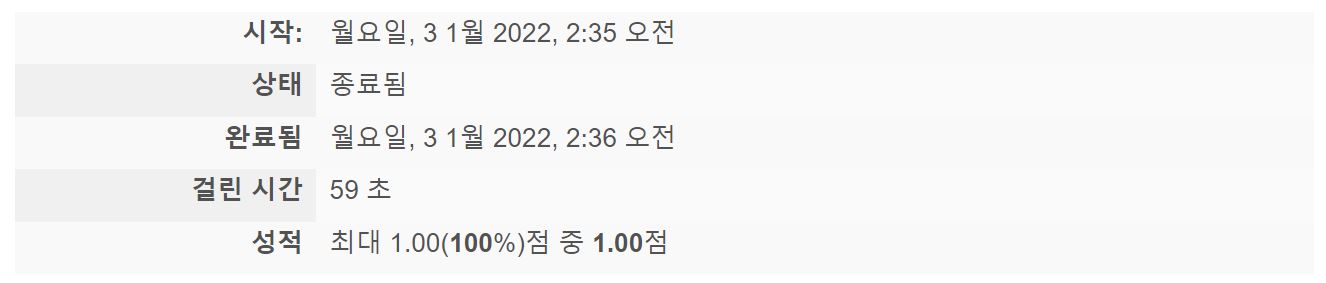 시작: 월요일, 3 1월 2022, 2:35 오전
상태 종료됨
완료됨 월요일, 3 1월 2022, 2:36 오전
걸린 시간 59 초
성적 최대 1.00(100%)점 중 1.00점